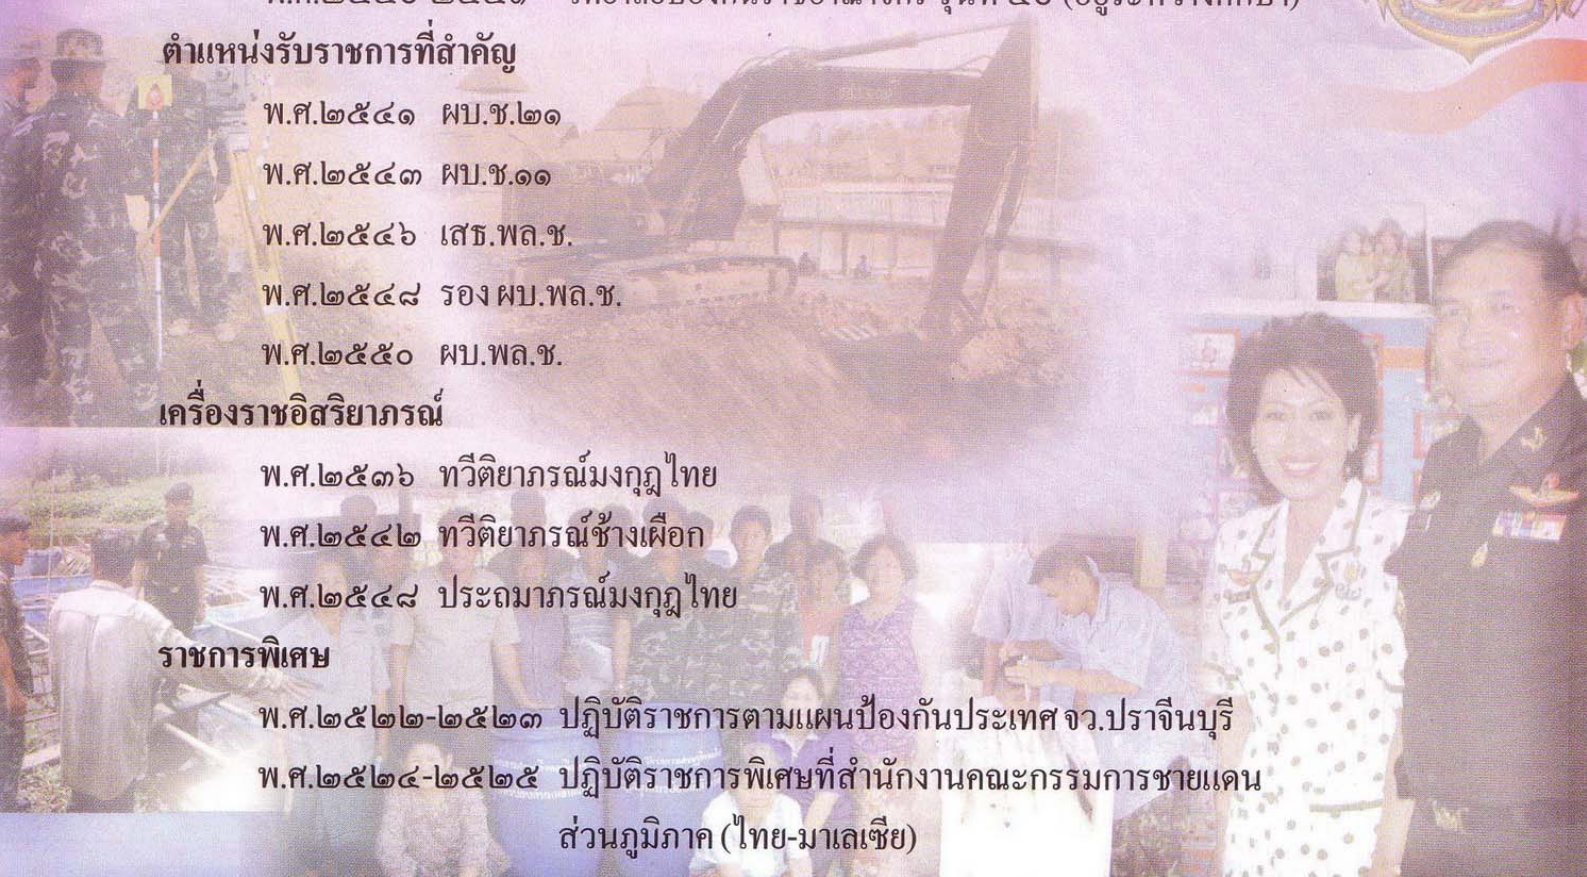 ตำแหน่งรับราชการที่สำคัญ
พ.ศ.๒๕๔๑ ผบ.ช.๒๑
พ.ศ.๒๕๔๓ ผบ.ช.๑๑
พ.ศ.๒๕๔๖ เสธ.พล.ช.
พ.ศ.๒๕๔๘ รอง ผบ.พล.ช.
พ.ศ.๒๕๕๐ ผบ.พล.ช.
เครื่องราชอิสริยาภรณ์
พ.ศ.๒๕๓๖ ทวีติยาภรณ์มงกุฎไทย
พ.ศ.๒๕๔๒ ทวีติยาภรณ์ช้างเผือก
พ.ศ.๒๕๔๘ ประถมาภรณ์มงกุฎไทย
ราชการพิเศษ
พ.ศ.๒๕๒๒-๒๕๒๓ ปฏิบัติราชการตามแผนป้องกันประเทศ จว.ปราจีนบุรี
พ.ศ.๒๕๒๔-๒๕๒๕ ปฏิบัติราชการพิเศษที่สำนักงานคณะกรรมการชายแดน
ส่วนภูมิภาค (ไทย-มาเลเซีย)